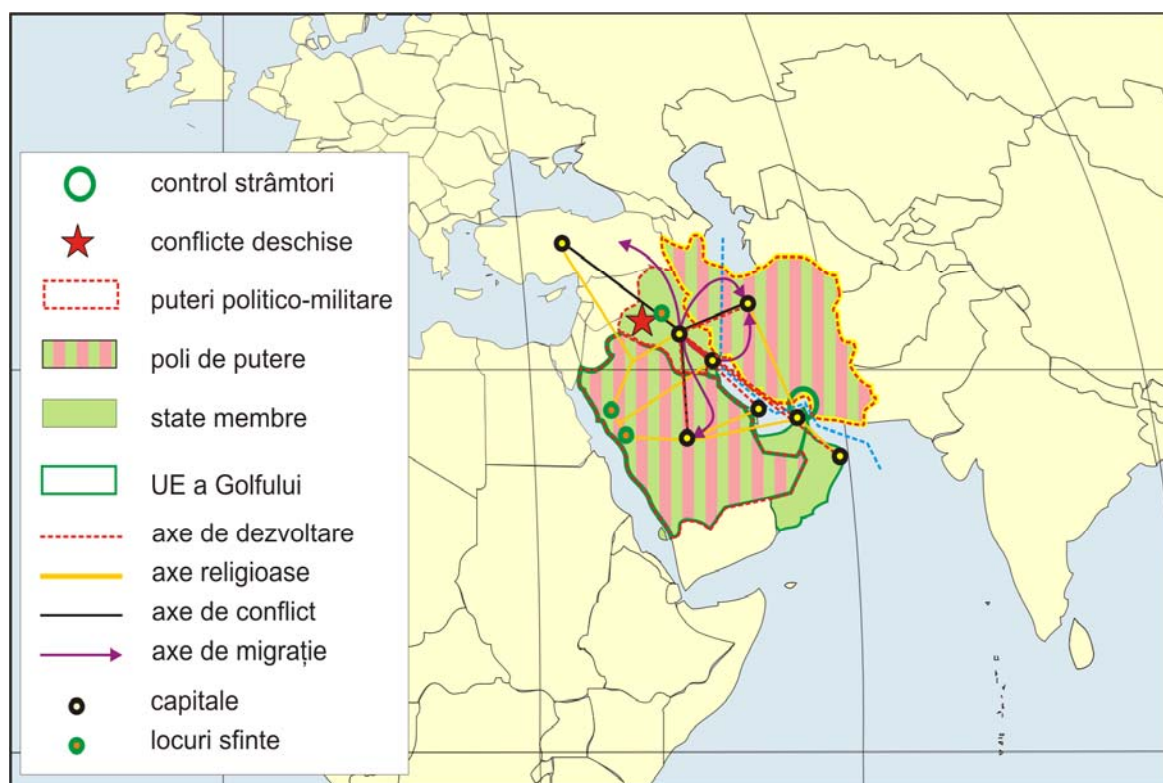 control strâmtori
conflicte deschise
puteri politico-militare
poli de putere
state membre
UE a Golfului
axe de dezvoltare
axe religioase
axe de conflict
axe de migrație
capitale
locuri sfinte